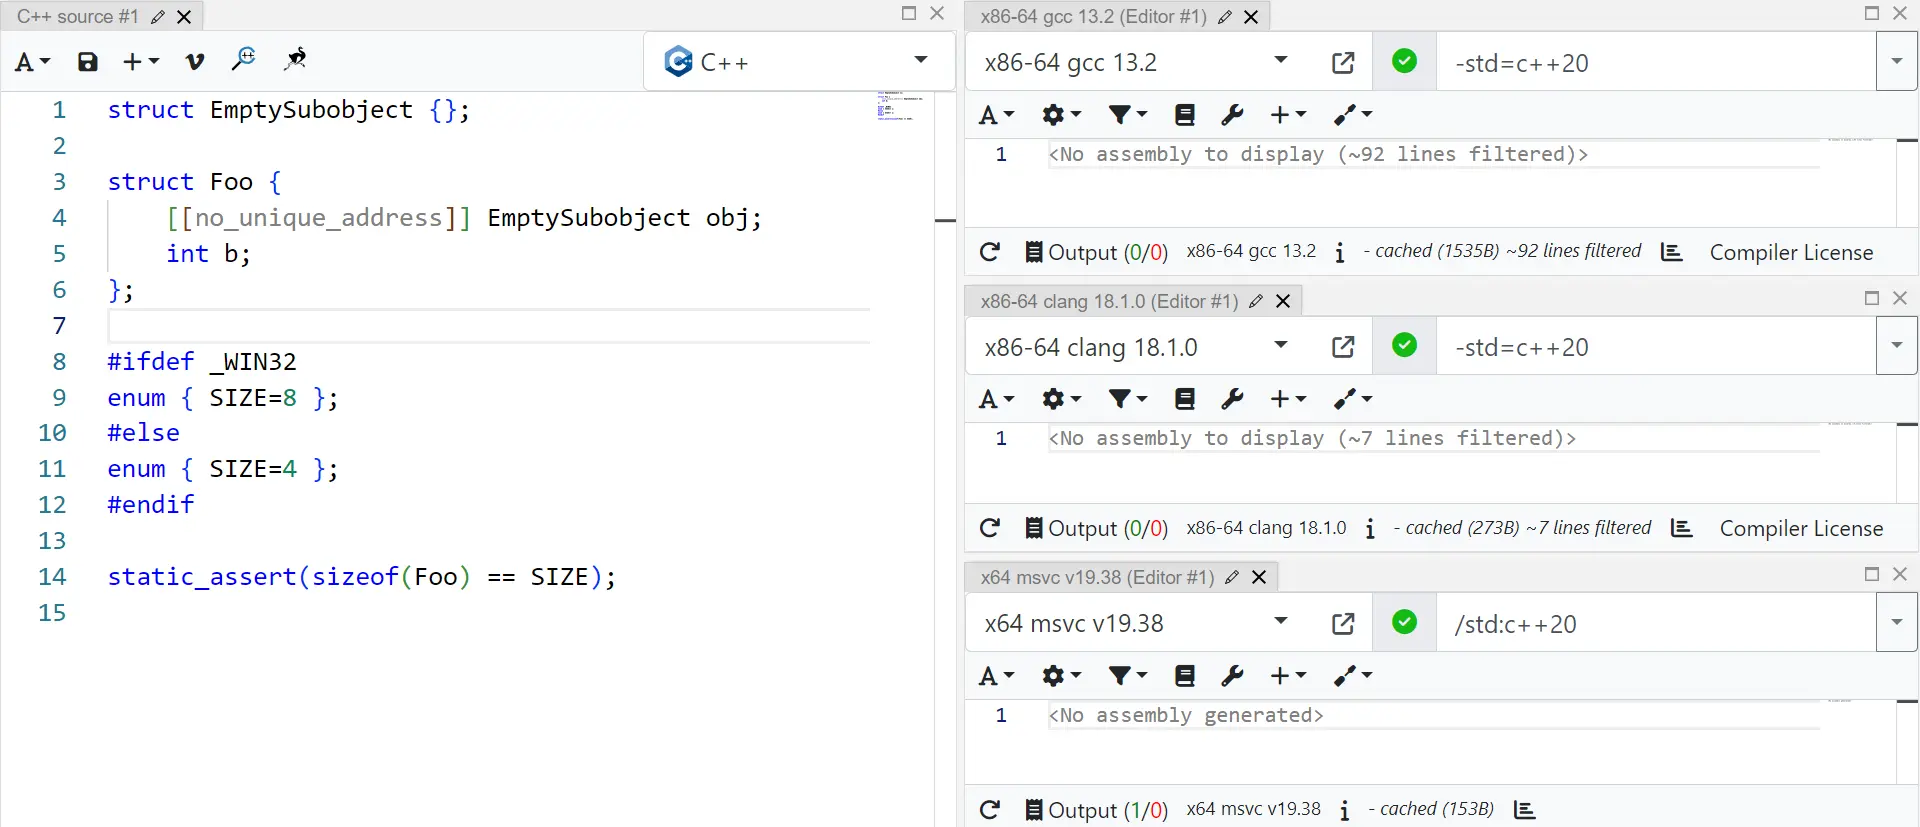 C++ source #1
C++
1 struct EmptySubobject {};
2
3 struct Foo {
4 [[no_unique_address]] EmptySubobject obj;
5 int b;
6 };
7
8 #ifdef _WIN32
9 enum { SIZE=8 };
10 #else
11 enum { SIZE=4 };
12 #endif
13
14 static_assert(sizeof(Foo) == SIZE);
15
x86-64 gcc 13.2 (Editor #1)
x86-64 gcc 13.2 -std=c++20
A
1 <No assembly to display (~92 lines filtered)>
Output (0/0) x86-64 gcc 13.2 i - cached (1535B) ~92 lines filtered Compiler License
x86-64 clang 18.1.0 (Editor #1)
x86-64 clang 18.1.0 -std=c++20
A
1 <No assembly to display (~7 lines filtered)>
Output (0/0) x86-64 clang 18.1.0 i - cached (273B) ~7 lines filtered Compiler License
x64 msvc v19.38 (Editor #1)
x64 msvc v19.38 /std:c++20
A
1 <No assembly generated>
Output (1/0) x64 msvc v19.38 i - cached (153B)